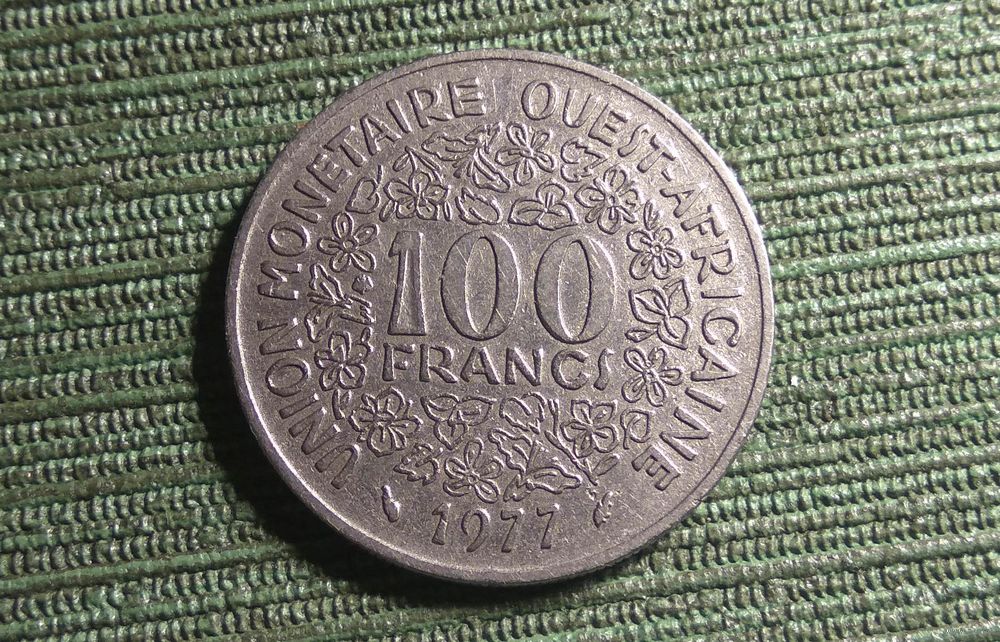 UNION MONETAIRE OUEST-AFRICAINE
100
FRANCS
1977